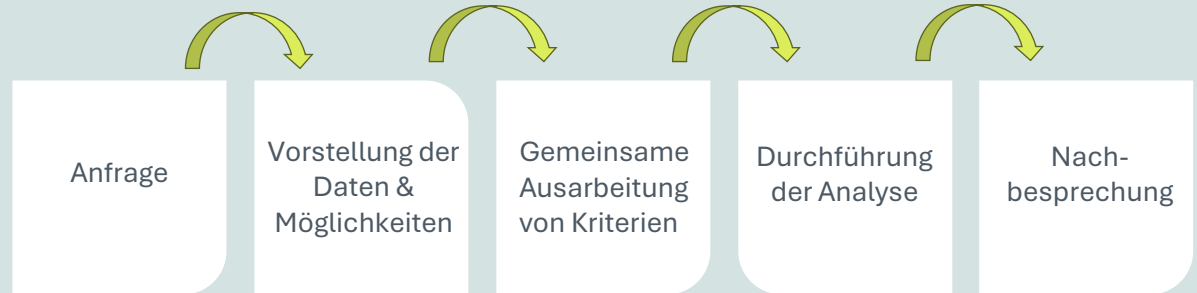 Anfrage
Vorstellung der
Daten &
Möglichkeiten
Gemeinsame
Ausarbeitung
von Kriterien
Durchführung
der Analyse
Nach-
besprechung